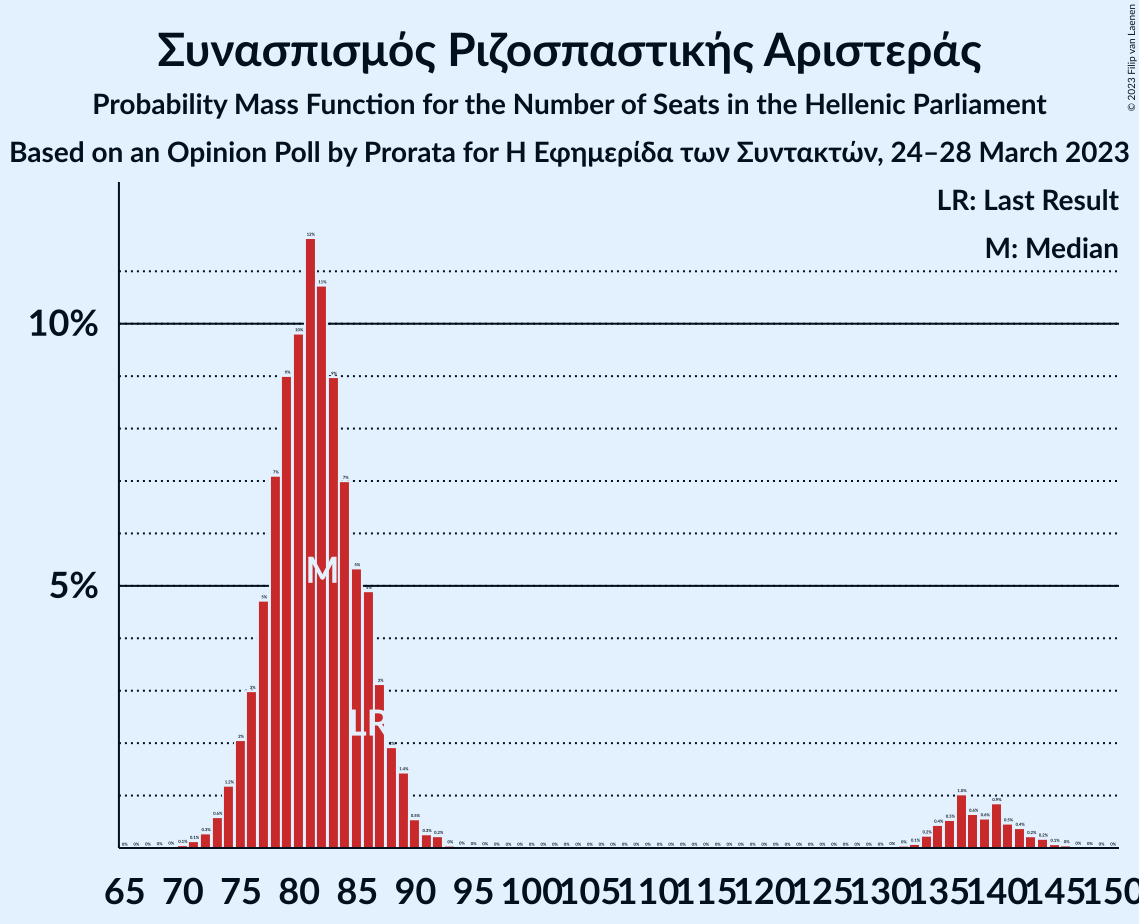 Συνασπισμός Ριζοσπαστικής Αριστεράς
Probability Mass Function for the Number of Seats in the Hellenic Parliament
Based on an Opinion Poll by Prorata for Η Εφημερίδα των Συντακτών, 24–28 March 2023
© 2023 Filip van Laenen
LR: Last Result
M: Median
10%
5%
M
LR
65 70 75 80 85 90 95 100 105 110 115 120 125 130 135 140 145 150